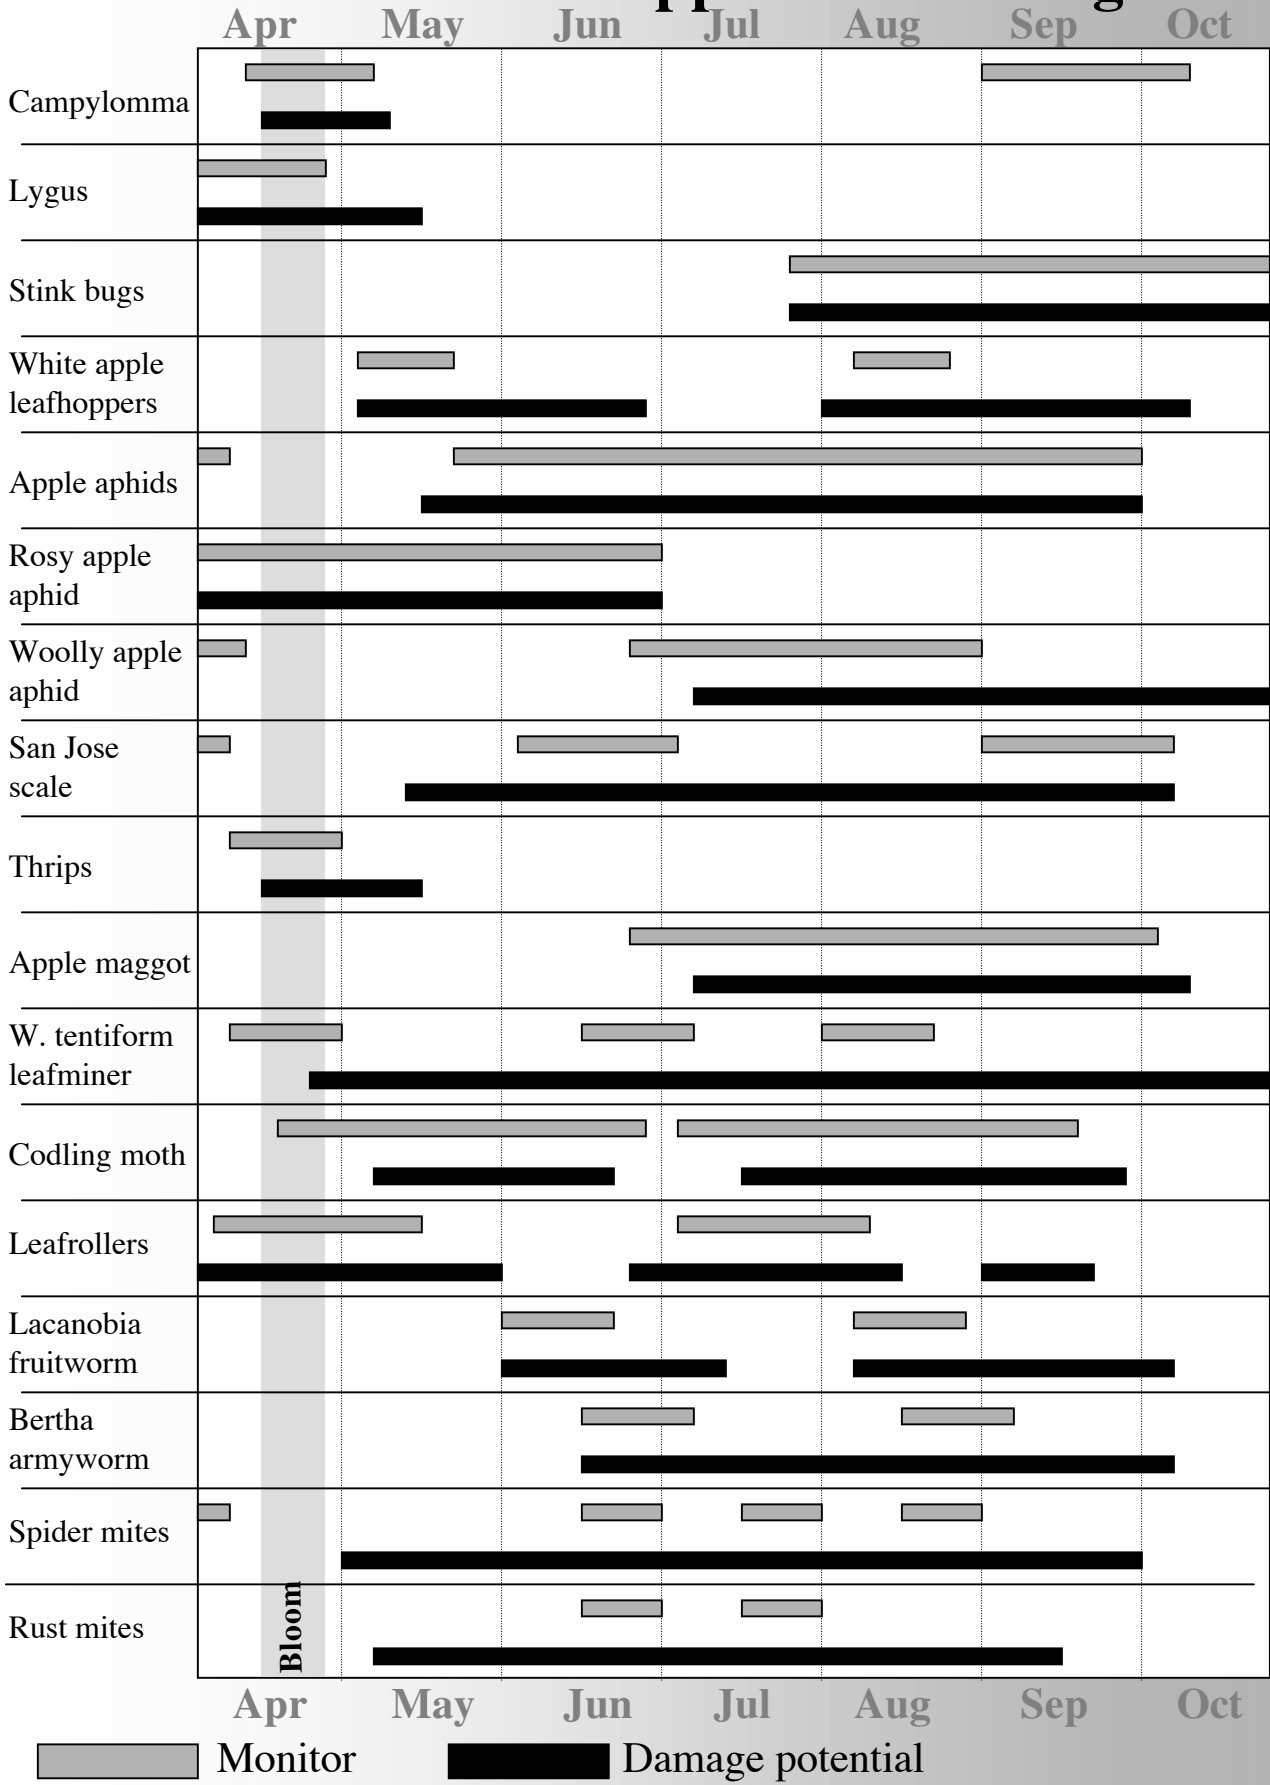 Apr May Jun Jul Aug Sep Oct
Campylomma
Lygus
Stink bugs
White apple
leafhoppers
Apple aphids
Rosy apple
aphid
Woolly apple
aphid
San Jose
scale
Thrips
Apple maggot
W. tentiform
leafminer
Codling moth
Leafrollers
Lacanobia
fruitworm
Bertha
armyworm
Spider mites
Rust mites
Bloom
Apr May Jun Jul Aug Sep Oct
Monitor Damage potential